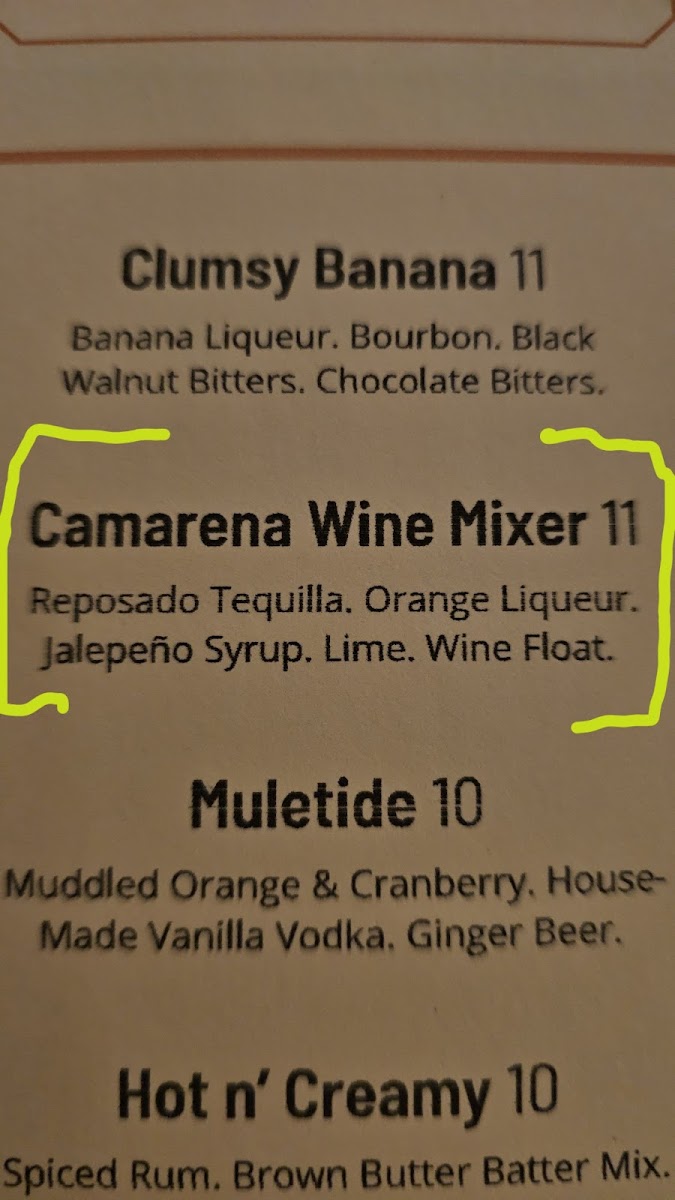 Clumsy Banana 11
Banana Liqueur. Bourbon. Black
Walnut Bitters. Chocolate Bitters.
Camarena Wine Mixer 11
Reposado Tequilla. Orange Liqueur.
Jalepeño Syrup. Lime. Wine Float.
Muletide 10
Muddled Orange & Cranberry. House-
Made Vanilla Vodka. Ginger Beer.
Hot n’ Creamy 10
Spiced Rum. Brown Butter Batter Mix.